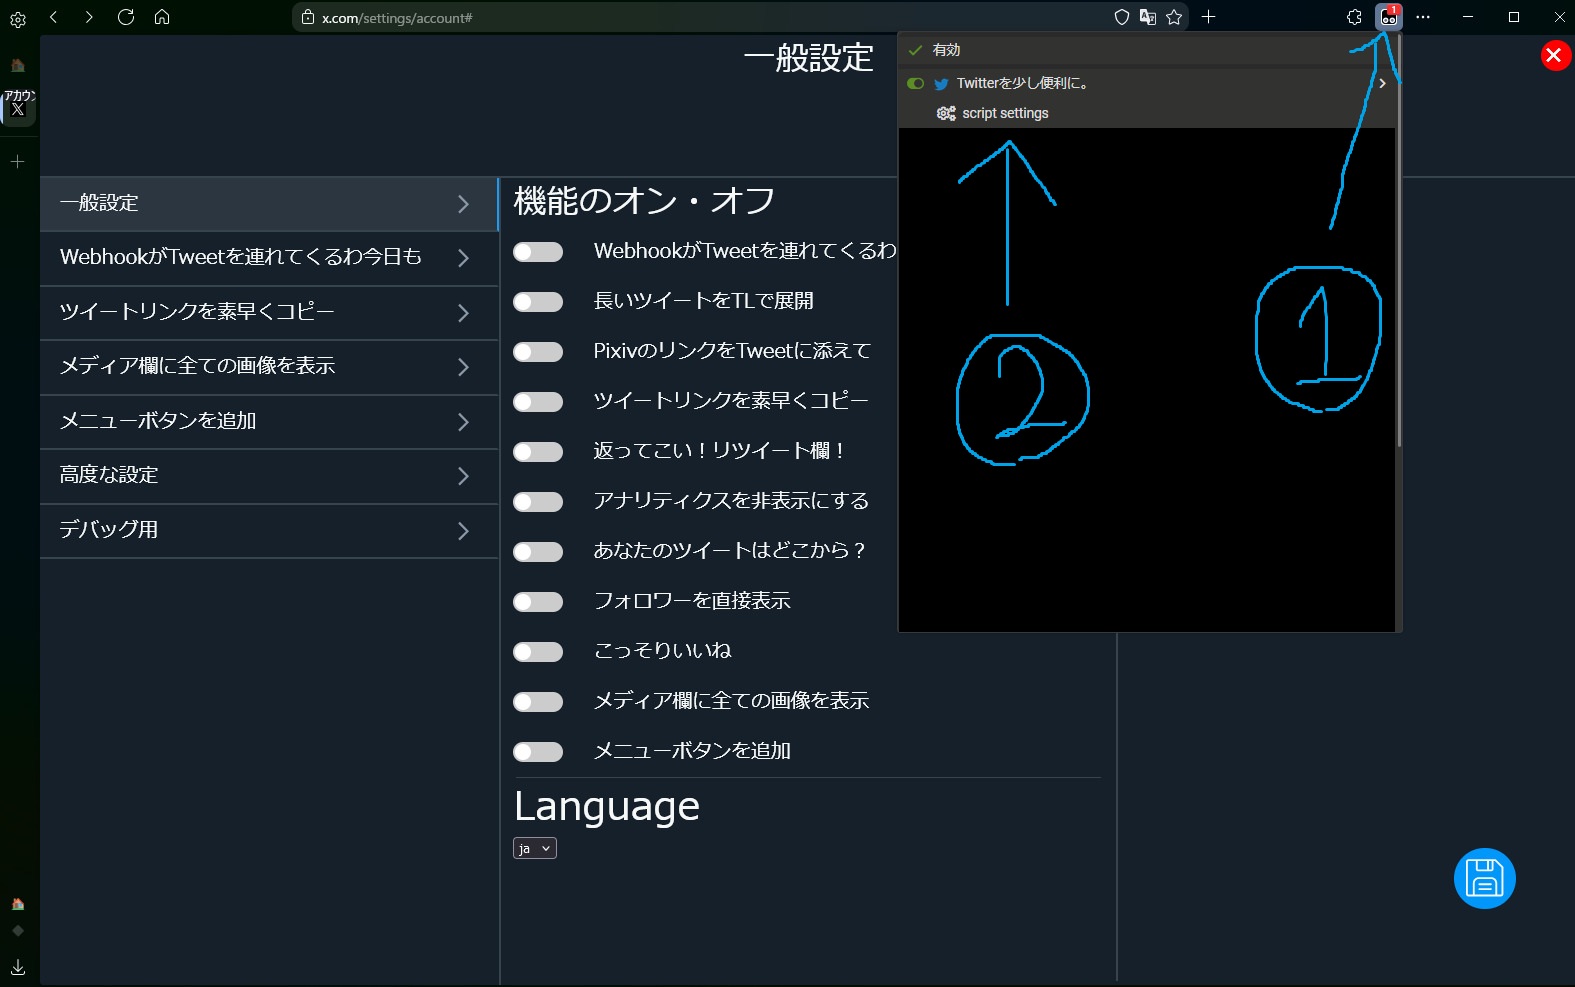 x.com/settings/account#
1
アカウン
一般設定
有効
Twitterを少し便利に。
script settings
1
2
一般設定
WebhookがTweetを連れてくるわ今日も
ツイートリンクを素早くコピー
メディア欄に全ての画像を表示
メニューボタンを追加
高度な設定
デバッグ用
機能のオン・オフ
WebhookがTweetを連れてくるわ
長いツイートをTLで展開
PixivのリンクをTweetに添えて
ツイートリンクを素早くコピー
返ってこい！リツイート欄！
アナリティクスを非表示にする
あなたのツイートはどこから？
フォロワーを直接表示
こっそりいいね
メディア欄に全ての画像を表示
メニューボタンを追加
Language
ja